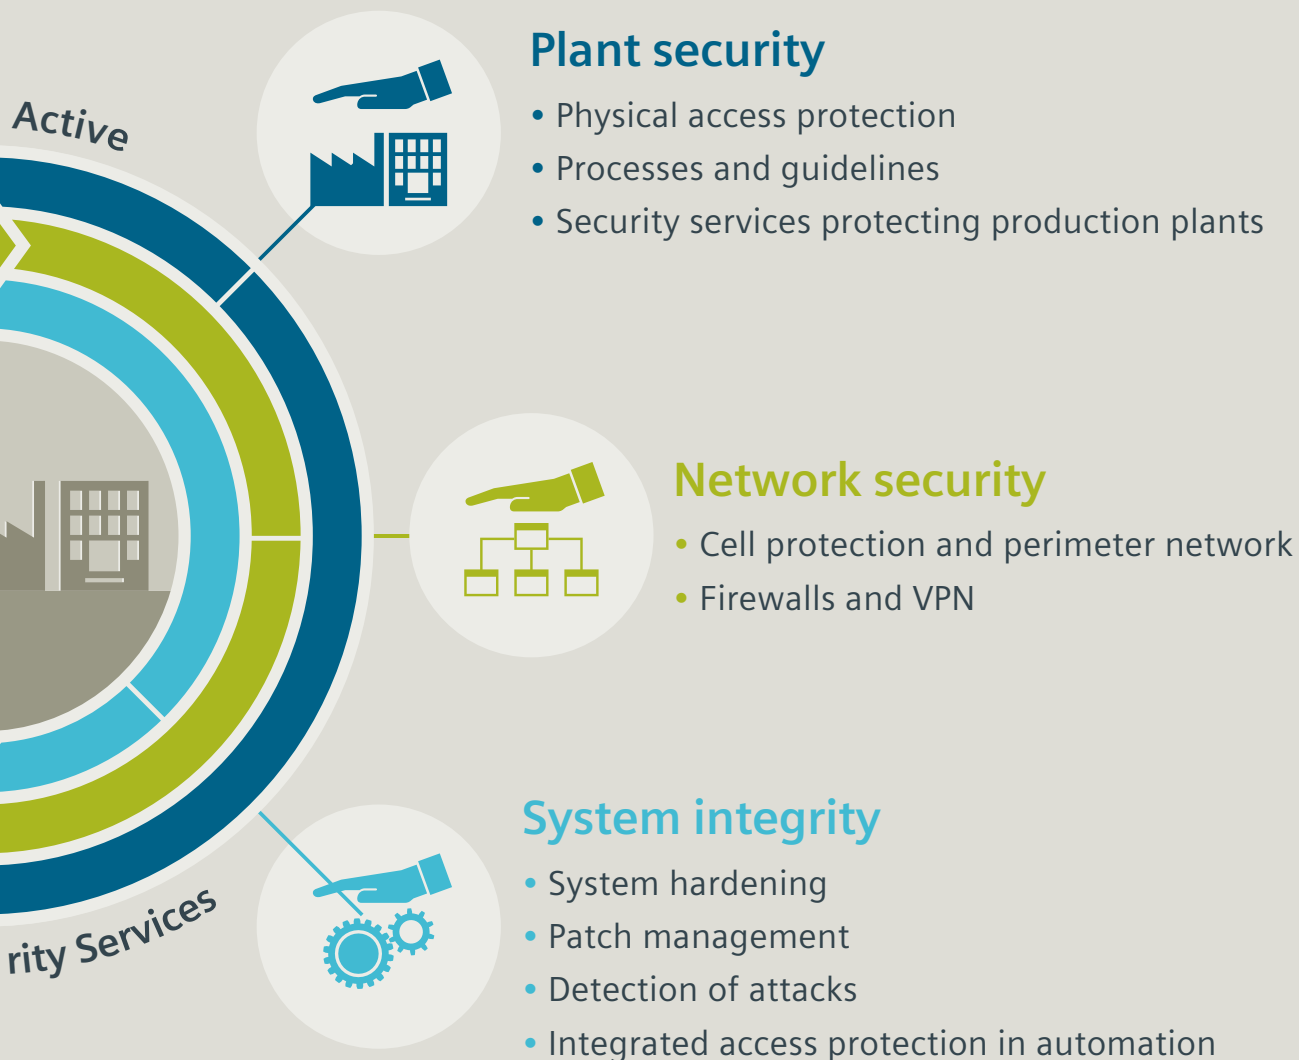 Active
Plant security
• Physical access protection
• Processes and guidelines
• Security services protecting production plants
Network security
• Cell protection and perimeter network
• Firewalls and VPN
System integrity
• System hardening
• Patch management
• Detection of attacks
• Integrated access protection in automation
rity Services